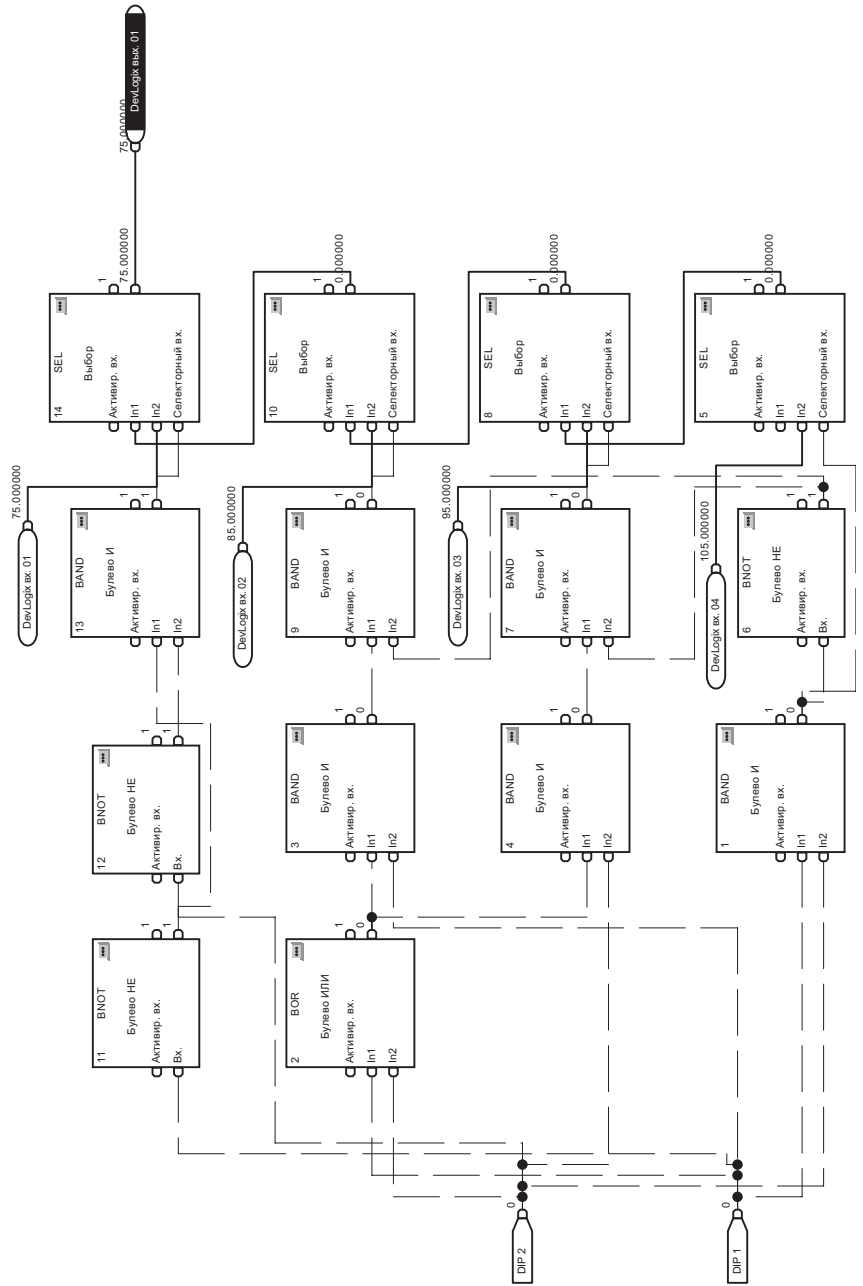 DIP 2
0
DIP 1
0
11 BNOT
Булево НЕ
Активир. вх.
Вх.
1
1
2 BOR
Булево ИЛИ
Активир. вх.
In1
In2
1
0
12 BNOT
Булево НЕ
Активир. вх.
Вх.
1
1
3 BAND
Булево И
Активир. вх.
In1
In2
1
0
4 BAND
Булево И
Активир. вх.
In1
In2
1
0
1 BAND
Булево И
Активир. вх.
In1
In2
1
0
DevLogix вх. 01
75.000000
13 BAND
Булево И
Активир. вх.
In1
In2
1
1
DevLogix вх. 02
85.000000
9 BAND
Булево И
Активир. вх.
In1
In2
1
0
DevLogix вх. 03
95.000000
7 BAND
Булево И
Активир. вх.
In1
In2
1
0
DevLogix вх. 04
105.000000
6 BNOT
Булево НЕ
Активир. вх.
Вх.
1
1
14 SEL
Выбор
Активир. вх.
In1
In2
Селекторный вх.
1
75.000000
10 SEL
Выбор
Активир. вх.
In1
In2
Селекторный вх.
1
0.000000
8 SEL
Выбор
Активир. вх.
In1
In2
Селекторный вх.
1
0.000000
5 SEL
Выбор
Активир. вх.
In1
In2
Селекторный вх.
1
0.000000
75.000000
DevLogix вых. 01